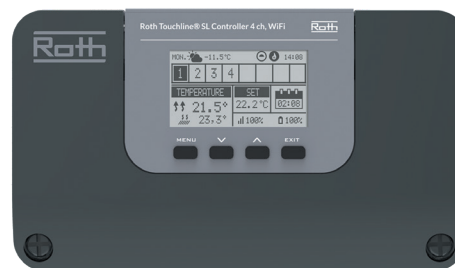 Roth
Roth Touchline® SL Controller 4 ch, WiFi
Roth
MON. -11.5°C 14:06
1 2 3 4
TEMPERATURE SET
21.5° 22.2°C 02:08
23,3° 100% 100%
MENU EXIT